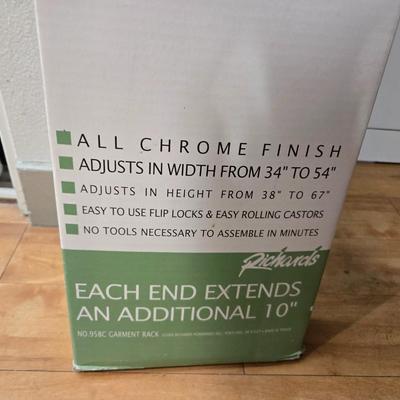 ALL CHROME FINISH
ADJUSTS IN WIDTH FROM 34" TO 54"
ADJUSTS IN HEIGHT FROM 38" TO 67"
EASY TO USE FLIP LOCKS & EASY ROLLING CASTORS
NO TOOLS NECESSARY TO ASSEMBLE IN MINUTES
Richards
EACH END EXTENDS
AN ADDITIONAL 10"
NO.958C GARMENT RACK